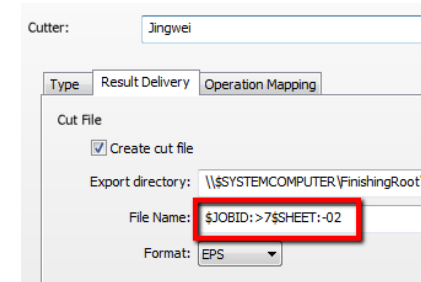 Cutter: Jingwei
Type Result Delivery Operation Mapping
Cut File
Create cut file
Export directory: \\$SYSTEMCOMPUTER\FinishingRoot\
File Name: $JOBID:>7$SHEET:-02
Format: EPS